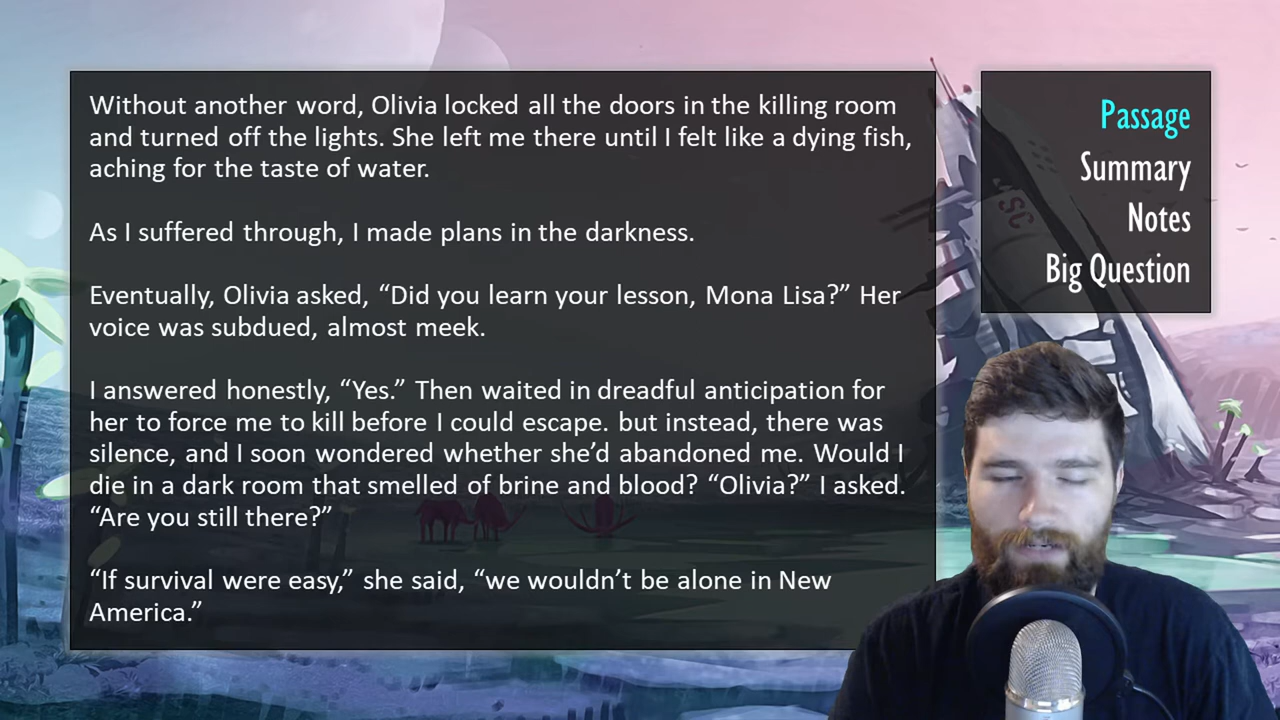 Without another word, Olivia locked all the doors in the killing room
and turned off the lights. She left me there until I felt like a dying fish,
aching for the taste of water.
As I suffered through, I made plans in the darkness.
Eventually, Olivia asked, “Did you learn your lesson, Mona Lisa?” Her
voice was subdued, almost meek.
I answered honestly, “Yes.” Then waited in dreadful anticipation for
her to force me to kill before I could escape. but instead, there was
silence, and I soon wondered whether she’d abandoned me. Would I
die in a dark room that smelled of brine and blood? “Olivia?” I asked.
“Are you still there?”
“If survival were easy,” she said, “we wouldn’t be alone in New
America.”
Passage
Summary
Notes
Big Question